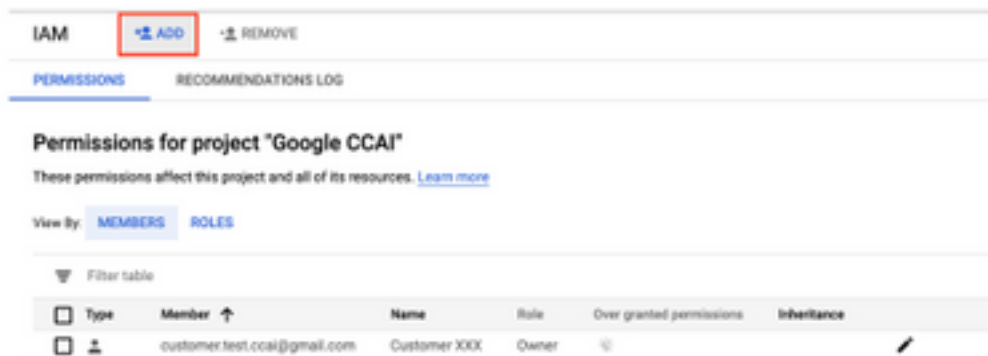 IAM ADD REMOVE
PERMISSIONS RECOMMENDATIONS LOG
Permissions for project "Google CCAI"
These permissions affect this project and all of its resources. Learn more
View By: MEMBERS ROLES
Filter table
Type Member Name Role Over granted permissions Inheritance
customer.test.ccai@gmail.com Customer XXX Owner